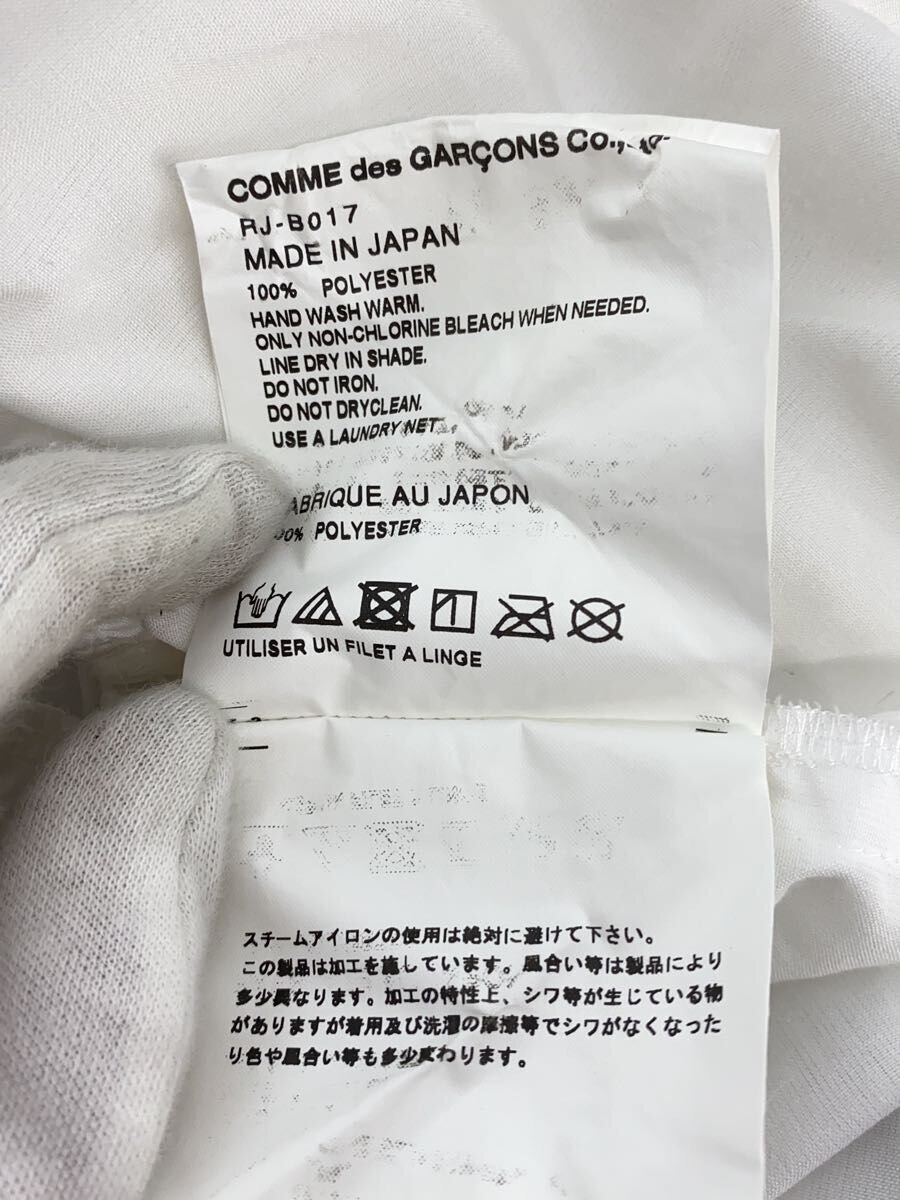 COMME des GARÇONS Co.,
RJ-B017
MADE IN JAPAN
100% POLYESTER
HAND WASH WARM.
ONLY NON-CHLORINE BLEACH WHEN NEEDED.
LINE DRY IN SHADE.
DO NOT IRON.
DO NOT DRYCLEAN.
USE A LAUNDRY NET.
ABRIQUE AU JAPON
0% POLYESTER
UTILISER UN FILET A LINGE
スチームアイロンの使用は絶対に避けて下さい。
この製品は加工を施しています。風合い等は製品により
多少異なります。加工の特性上、シワ等が生じている物
がありますが着用及び洗濯の摩擦等でシワがなくなった
り色や風合い等も多少変わります。